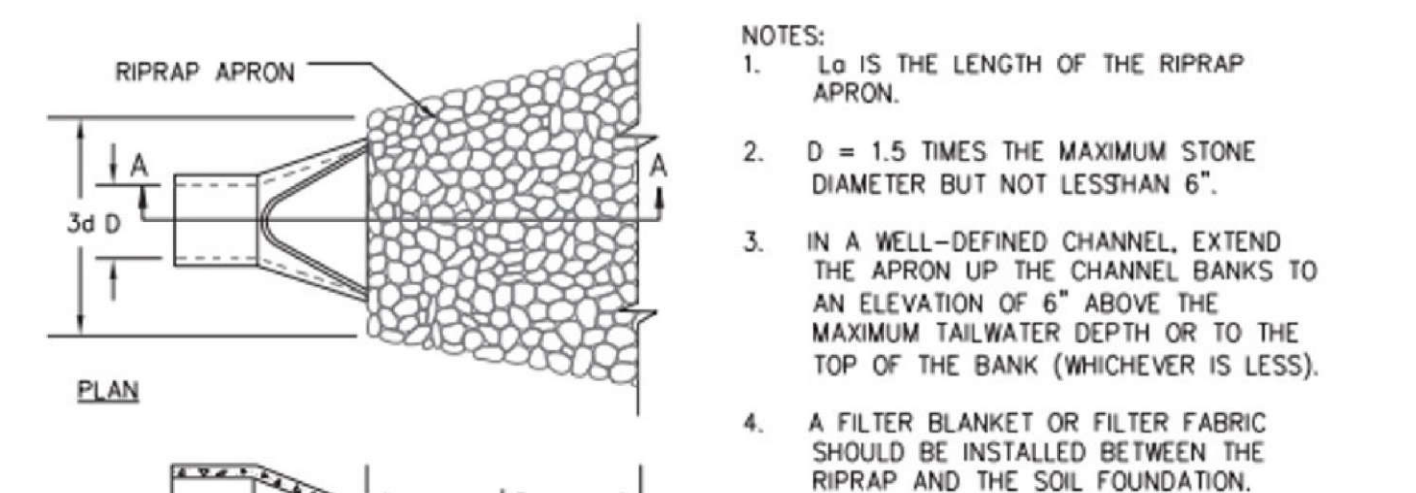 RIPRAP APRON
A
A
3d D
PLAN
NOTES:
1. La IS THE LENGTH OF THE RIPRAP
APRON.
2. D = 1.5 TIMES THE MAXIMUM STONE
DIAMETER BUT NOT LESSTHAN 6".
3. IN A WELL-DEFINED CHANNEL, EXTEND
THE APRON UP THE CHANNEL BANKS TO
AN ELEVATION OF 6" ABOVE THE
MAXIMUM TAILWATER DEPTH OR TO THE
TOP OF THE BANK (WHICHEVER IS LESS).
4. A FILTER BLANKET OR FILTER FABRIC
SHOULD BE INSTALLED BETWEEN THE
RIPRAP AND THE SOIL FOUNDATION.